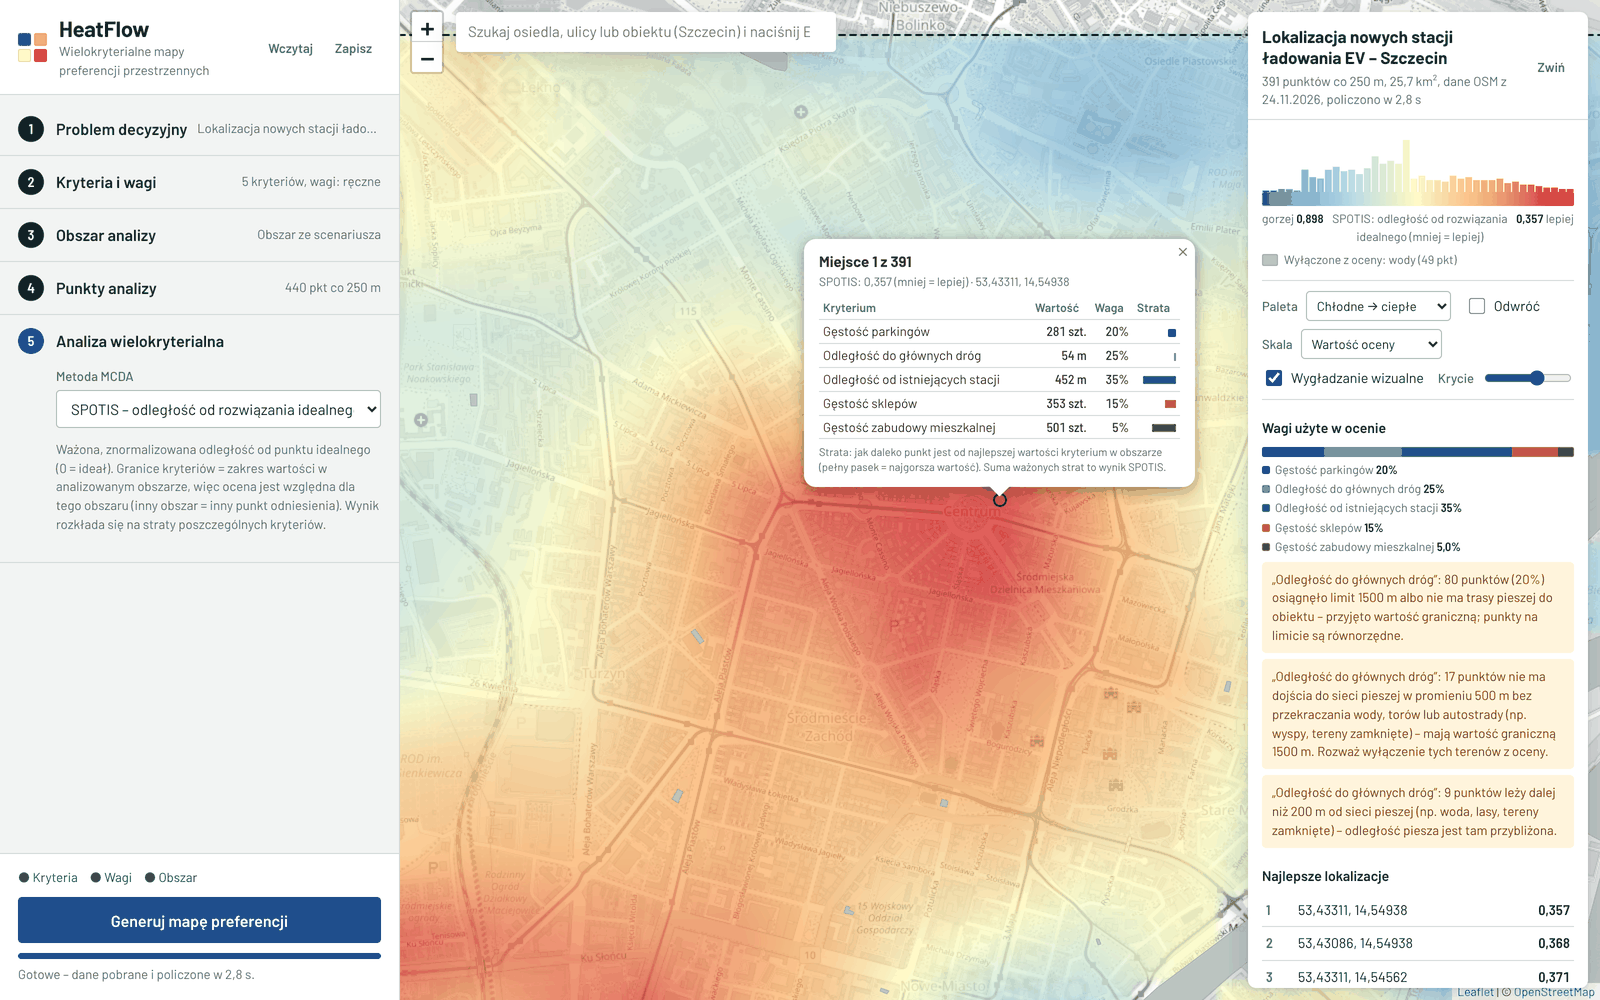 HeatFlow
Wielokryterialne mapy
preferencji przestrzennych
Wczytaj
Zapisz
1
Problem decyzyjny
Lokalizacja nowych stacji łado...
2
Kryteria i wagi
5 kryteriów, wagi: ręczne
3
Obszar analizy
Obszar ze scenariusza
4
Punkty analizy
440 pkt co 250 m
5
Analiza wielokryterialna
Metoda MCDA
SPOTIS – odległość od rozwiązania idealneg
Ważona, znormalizowana odległość od punktu idealnego
(0 = ideał). Granice kryteriów = zakres wartości w
analizowanym obszarze, więc ocena jest względna dla
tego obszaru (inny obszar = inny punkt odniesienia). Wynik
rozkłada się na straty poszczególnych kryteriów.
Kryteria
Wagi
Obszar
Generuj mapę preferencji
Gotowe – dane pobrane i policzone w 2,8 s.
+
−
Szukaj osiedla, ulicy lub obiektu (Szczecin) i naciśnij E
Niebuszewo-
Bolinko
Osiedle Piastowskie
Łękno
115
Miejsce 1 z 391
×
SPOTIS: 0,357 (mniej = lepiej) · 53,43311, 14,54938
Kryterium Wartość Waga Strata
Gęstość parkingów 281 szt. 20%
Odległość do głównych dróg 54 m 25%
Odległość od istniejących stacji 452 m 35%
Gęstość sklepów 353 szt. 15%
Gęstość zabudowy mieszkalnej 501 szt. 5%
Strata: jak daleko punkt jest od najlepszej wartości kryterium w obszarze
(pełny pasek = najgorsza wartość). Suma ważonych strat to wynik SPOTIS.
Centrum
Śródmiejska
Dzielnica Mieszkaniowa
Turzyn
Śródmieście
Zachód
15 Wojskowy
Oddział
Gospodarczy
Nowe Miasto
Lokalizacja nowych stacji
ładowania EV – Szczecin
Zwiń
391 punktów co 250 m, 25,7 km², dane OSM z
24.11.2026, policzono w 2,8 s
gorzej 0,898 SPOTIS: odległość od rozwiązania 0,357 lepiej
idealnego (mniej = lepiej)
Wyłączone z oceny: wody (49 pkt)
Paleta
Chłodne → ciepłe
Odwróć
Skala
Wartość oceny
Wygładzanie wizualne
Krycie
Wagi użyte w ocenie
Gęstość parkingów 20%
Odległość do głównych dróg 25%
Odległość od istniejących stacji 35%
Gęstość sklepów 15%
Gęstość zabudowy mieszkalnej 5,0%
„Odległość do głównych dróg”: 80 punktów (20%)
osiągnęło limit 1500 m albo nie ma trasy pieszej do
obiektu – przyjęto wartość graniczną; punkty na
limicie są równorzędne.
„Odległość do głównych dróg”: 17 punktów nie ma
dojścia do sieci pieszej w promieniu 500 m bez
przekraczania wody, torów lub autostrady (np.
wyspy, tereny zamknięte) – mają wartość graniczną
1500 m. Rozważ wyłączenie tych terenów z oceny.
„Odległość do głównych dróg”: 9 punktów leży dalej
niż 200 m od sieci pieszej (np. woda, lasy, tereny
zamknięte) – odległość piesza jest tam przybliżona.
Najlepsze lokalizacje
1 53,43311, 14,54938 0,357
2 53,43086, 14,54938 0,368
3 53,43311, 14,54562 0,371
Leaflet | © OpenStreetMap